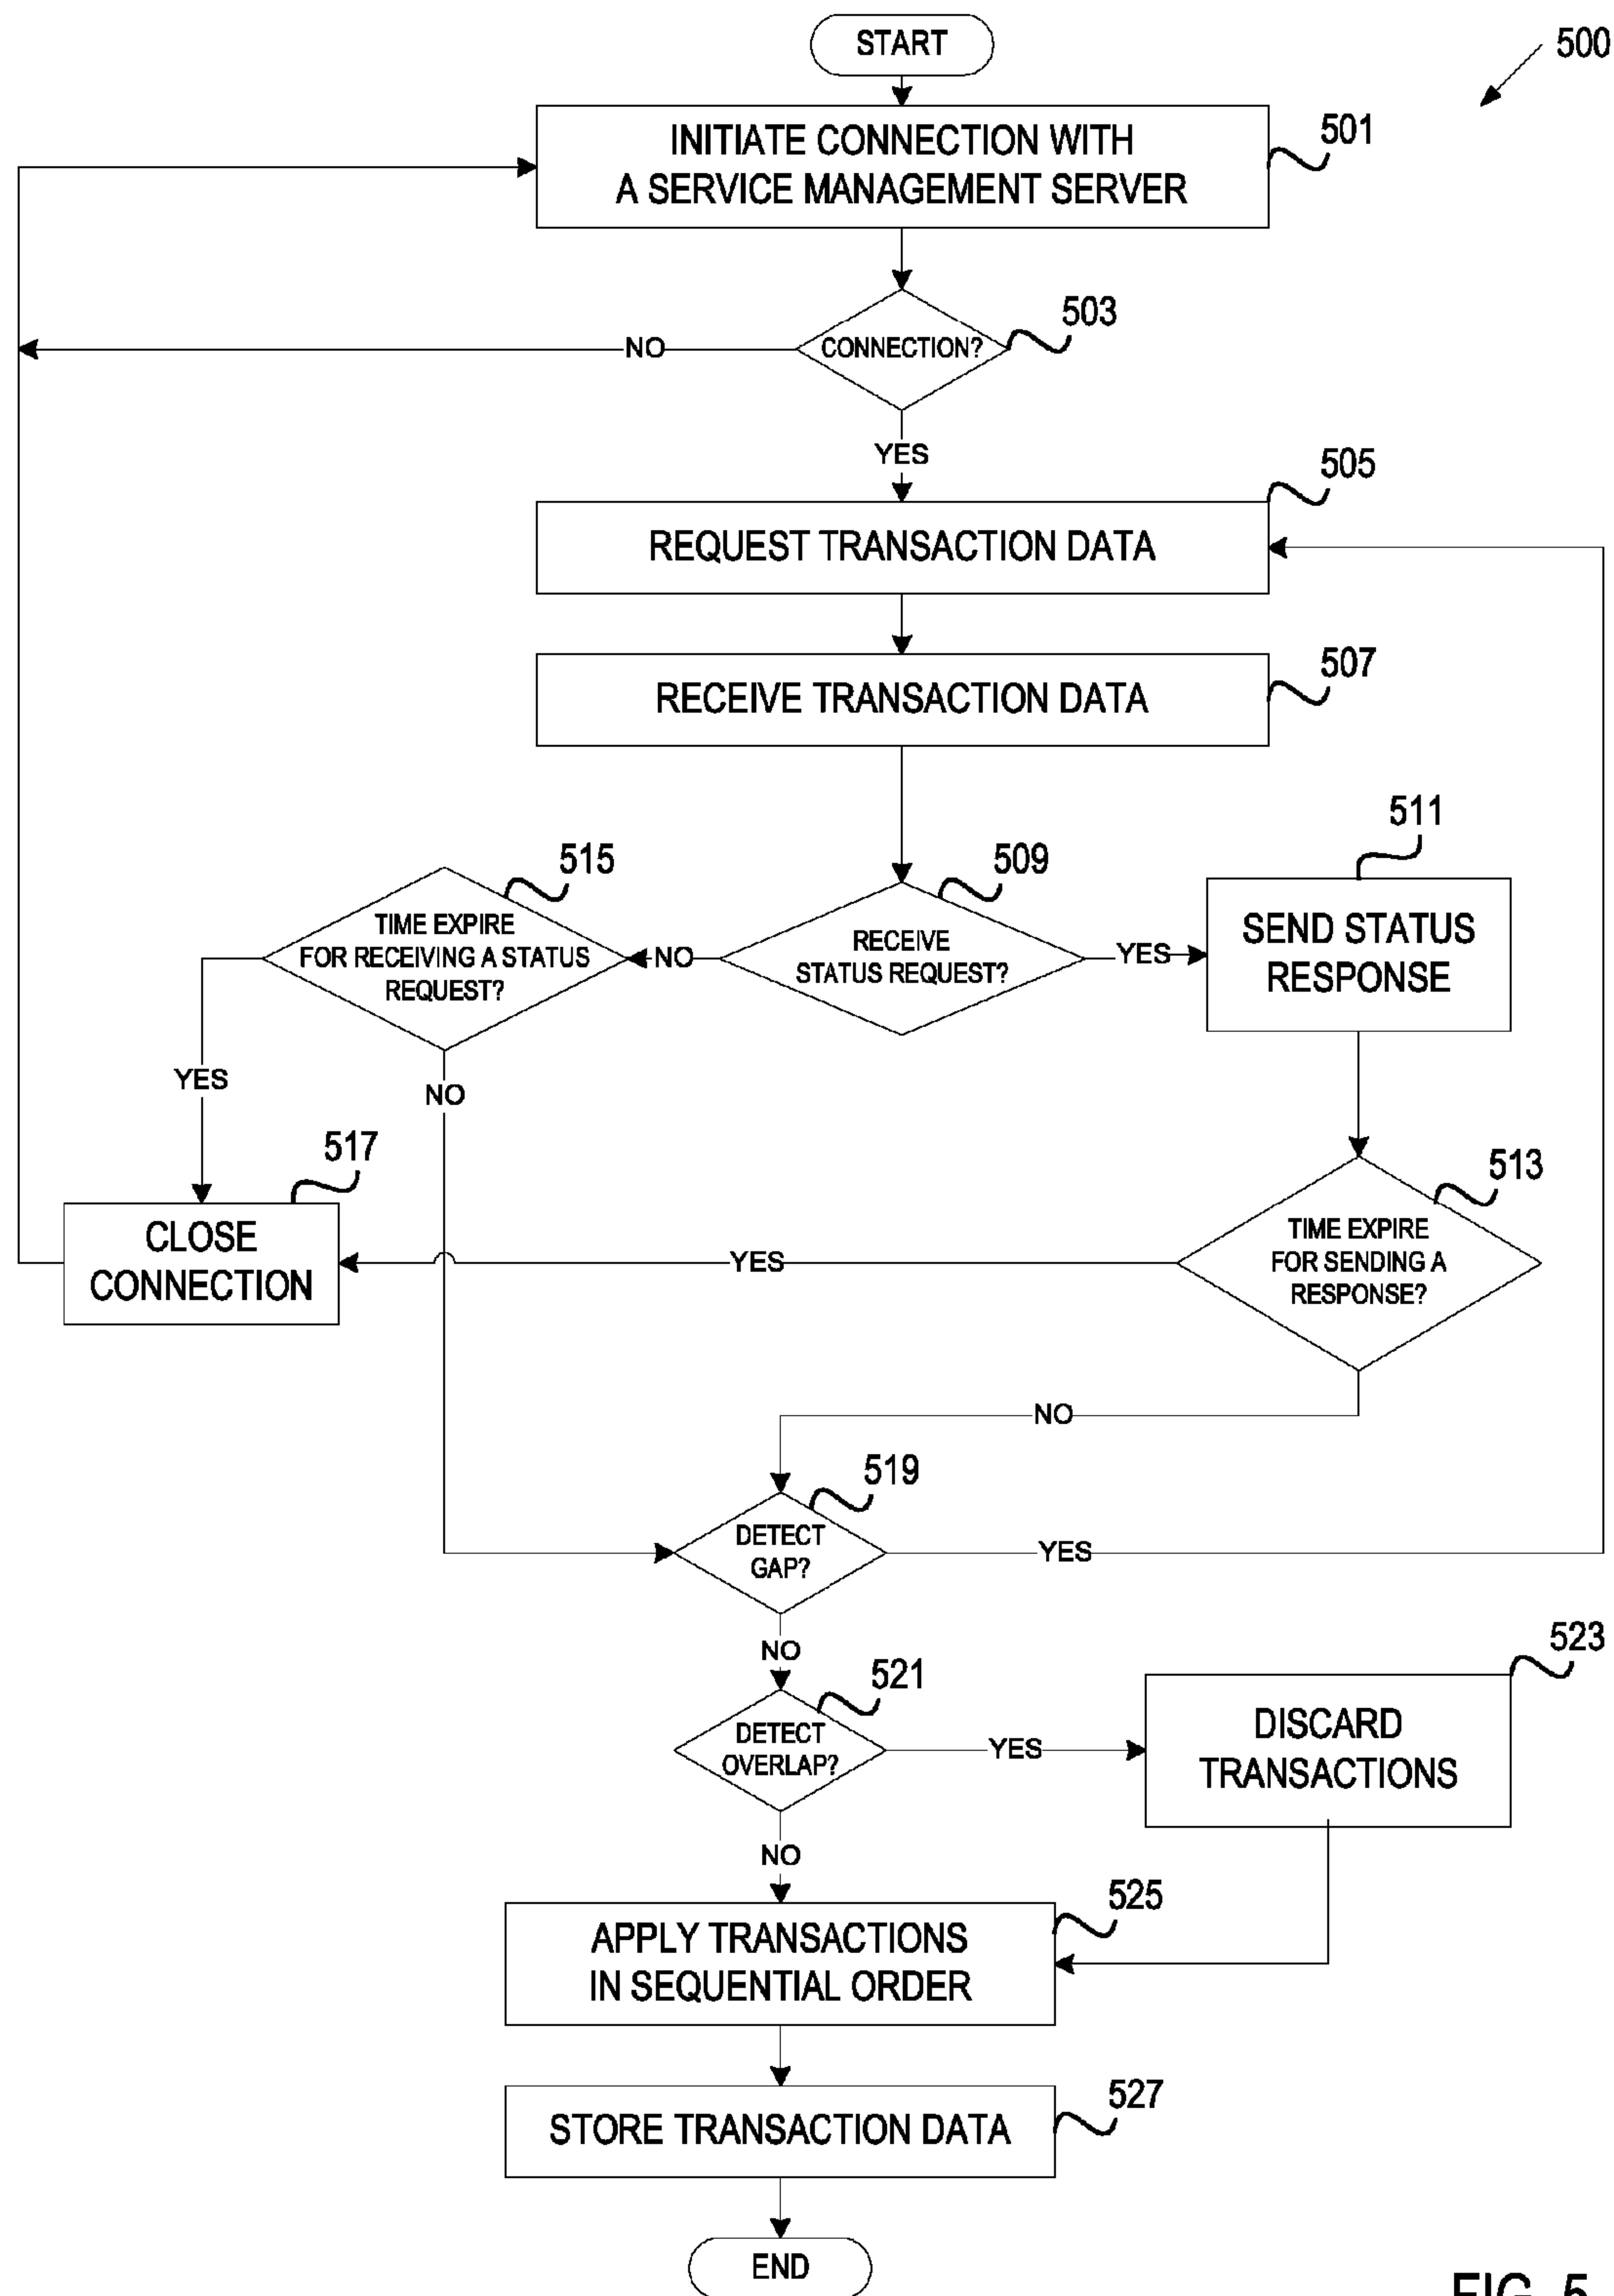 START
500
INITIATE CONNECTION WITH
A SERVICE MANAGEMENT SERVER
501
CONNECTION?
503
NO
YES
505
REQUEST TRANSACTION DATA
507
RECEIVE TRANSACTION DATA
511
515
509
TIME EXPIRE
FOR RECEIVING A STATUS
REQUEST?
NO
RECEIVE
STATUS REQUEST?
YES
SEND STATUS
RESPONSE
YES
NO
517
513
CLOSE
CONNECTION
YES
TIME EXPIRE
FOR SENDING A
RESPONSE?
NO
519
DETECT
GAP?
YES
NO
523
521
DETECT
OVERLAP?
YES
DISCARD
TRANSACTIONS
NO
525
APPLY TRANSACTIONS
IN SEQUENTIAL ORDER
527
STORE TRANSACTION DATA
END
FIG. 5